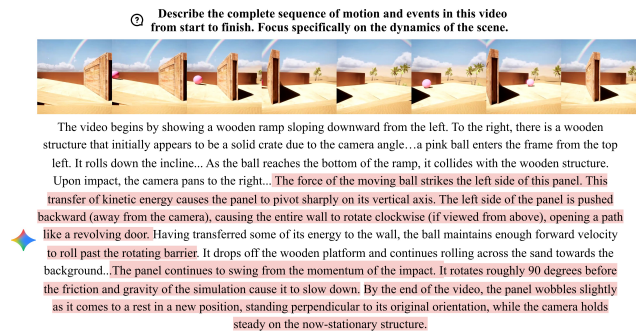 Describe the complete sequence of motion and events in this video
from start to finish. Focus specifically on the dynamics of the scene.
The video begins by showing a wooden ramp sloping downward from the left. To the right, there is a wooden
structure that initially appears to be a solid crate due to the camera angle…a pink ball enters the frame from the top
left. It rolls down the incline... As the ball reaches the bottom of the ramp, it collides with the wooden structure.
Upon impact, the camera pans to the right... The force of the moving ball strikes the left side of this panel. This
transfer of kinetic energy causes the panel to pivot sharply on its vertical axis. The left side of the panel is pushed
backward (away from the camera), causing the entire wall to rotate clockwise (if viewed from above), opening a path
like a revolving door. Having transferred some of its energy to the wall, the ball maintains enough forward velocity
to roll past the rotating barrier. It drops off the wooden platform and continues rolling across the sand towards the
background...The panel continues to swing from the momentum of the impact. It rotates roughly 90 degrees before
the friction and gravity of the simulation cause it to slow down. By the end of the video, the panel wobbles slightly
as it comes to a rest in a new position, standing perpendicular to its original orientation, while the camera holds
steady on the now-stationary structure.